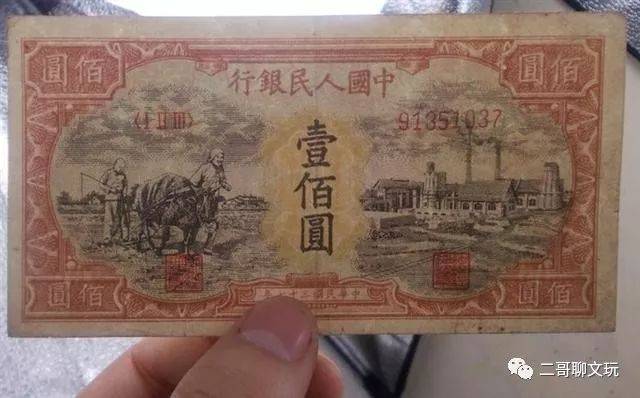 圓佰
佰圓
行銀民人國中
〈I II III〉
91351037
壹佰圓
圓佰
佰圓
二哥聊文玩